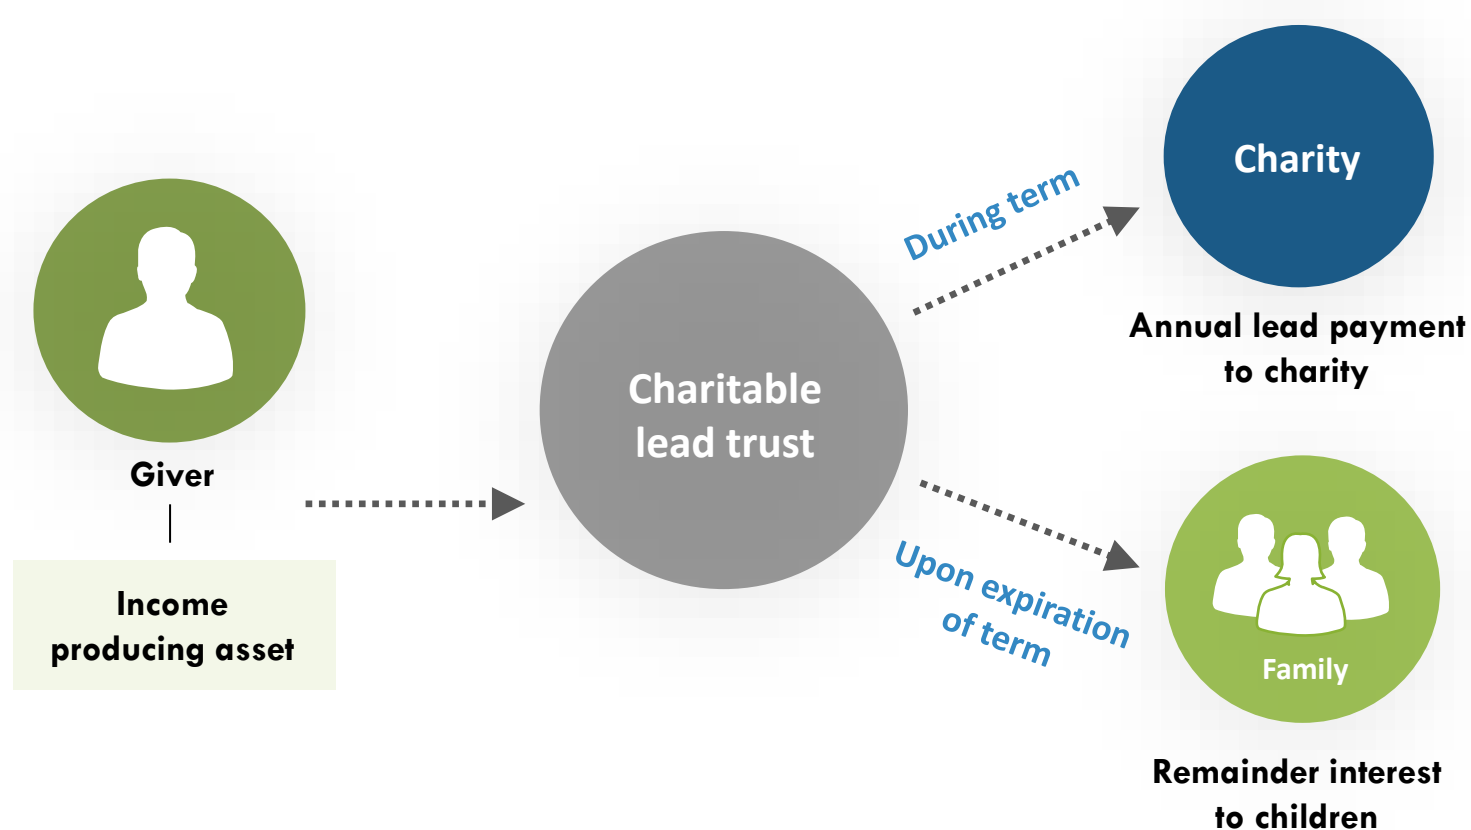 Giver
Income
producing asset
Charitable
lead trust
During term
Charity
Annual lead payment
to charity
Upon expiration
of term
Family
Remainder interest
to children